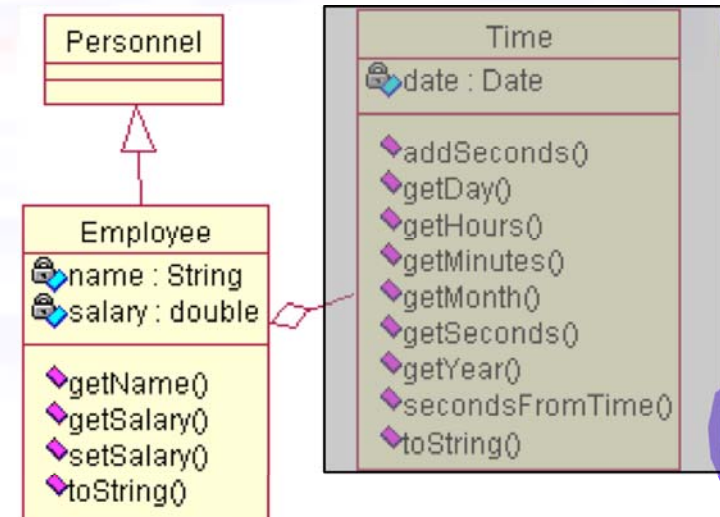 Personnel
Employee
name : String
salary : double
getName()
getSalary()
setSalary()
toString()
Time
date : Date
addSeconds()
getDay()
getHours()
getMinutes()
getMonth()
getSeconds()
getYear()
secondsFromTime()
toString()